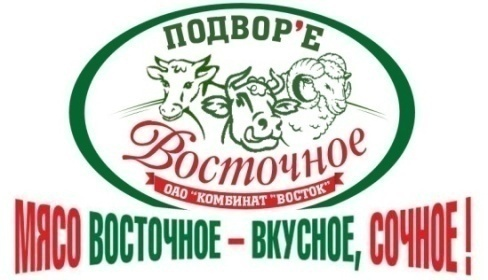 ПОДВОР'Е
Восточное
ОАО "КОМБИНАТ "ВОСТОК"
МЯСО ВОСТОЧНОЕ – ВКУСНОЕ, СОЧНОЕ!